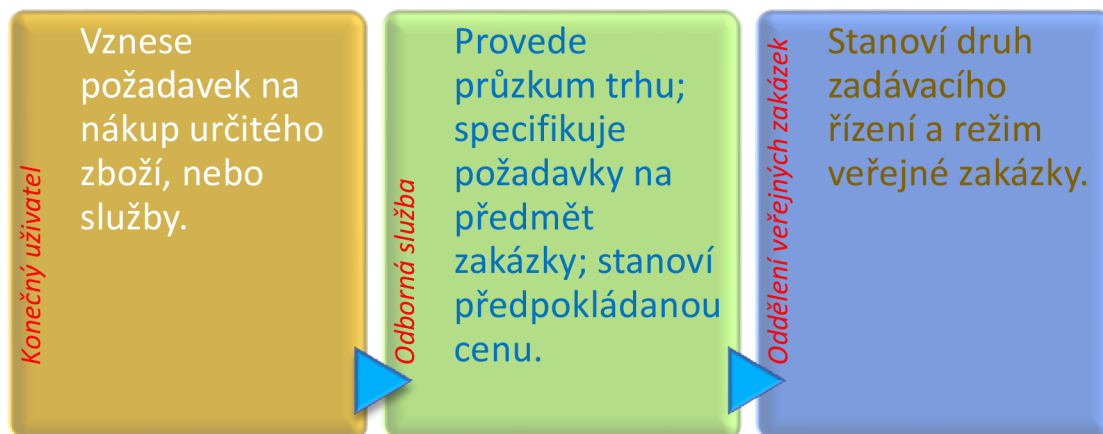 Konečný uživatel
Vznese
požadavek na
nákup určitého
zboží, nebo
služby.
Odborná služba
Provede
průzkum trhu;
specifikuje
požadavky na
předmět
zakázky; stanoví
předpokládanou
cenu.
Oddělení veřejných zakázek
Stanoví druh
zadávacího
řízení a režim
veřejné zakázky.